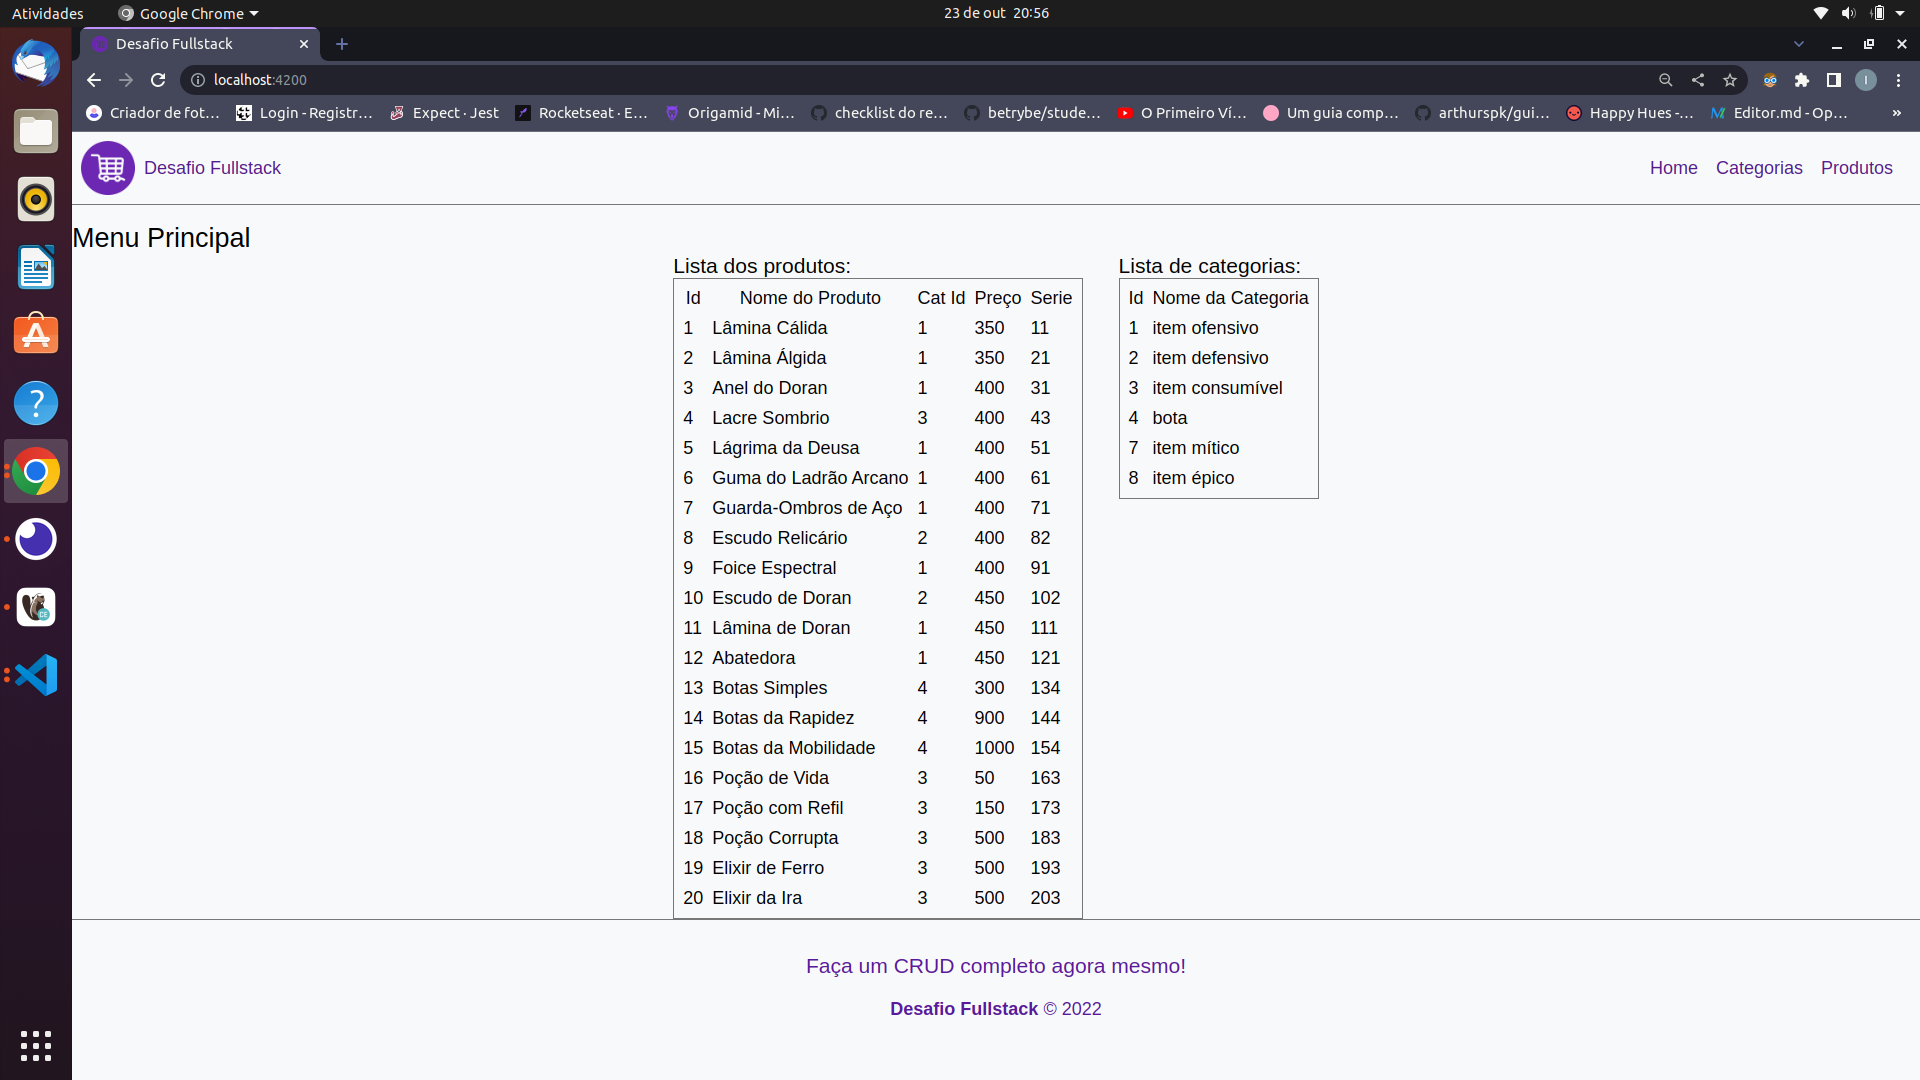 Atividades Google Chrome 23 de out 20:56
Desafio Fullstack
localhost:4200
Criador de fot… Login - Registr… Expect · Jest Rocketseat · E… Origamid - Mi… checklist do re… betrybe/stude… O Primeiro Ví… Um guia comp… arthurspk/gui… Happy Hues -… Editor.md - Op… »
Desafio Fullstack Home Categorias Produtos
Menu Principal
Lista dos produtos:
Id Nome do Produto Cat Id Preço Serie
1 Lâmina Cálida 1 350 11
2 Lâmina Álgida 1 350 21
3 Anel do Doran 1 400 31
4 Lacre Sombrio 3 400 43
5 Lágrima da Deusa 1 400 51
6 Guma do Ladrão Arcano 1 400 61
7 Guarda-Ombros de Aço 1 400 71
8 Escudo Relicário 2 400 82
9 Foice Espectral 1 400 91
10 Escudo de Doran 2 450 102
11 Lâmina de Doran 1 450 111
12 Abatedora 1 450 121
13 Botas Simples 4 300 134
14 Botas da Rapidez 4 900 144
15 Botas da Mobilidade 4 1000 154
16 Poção de Vida 3 50 163
17 Poção com Refil 3 150 173
18 Poção Corrupta 3 500 183
19 Elixir de Ferro 3 500 193
20 Elixir da Ira 3 500 203
Lista de categorias:
Id Nome da Categoria
1 item ofensivo
2 item defensivo
3 item consumível
4 bota
7 item mítico
8 item épico
Faça um CRUD completo agora mesmo!
Desafio Fullstack © 2022